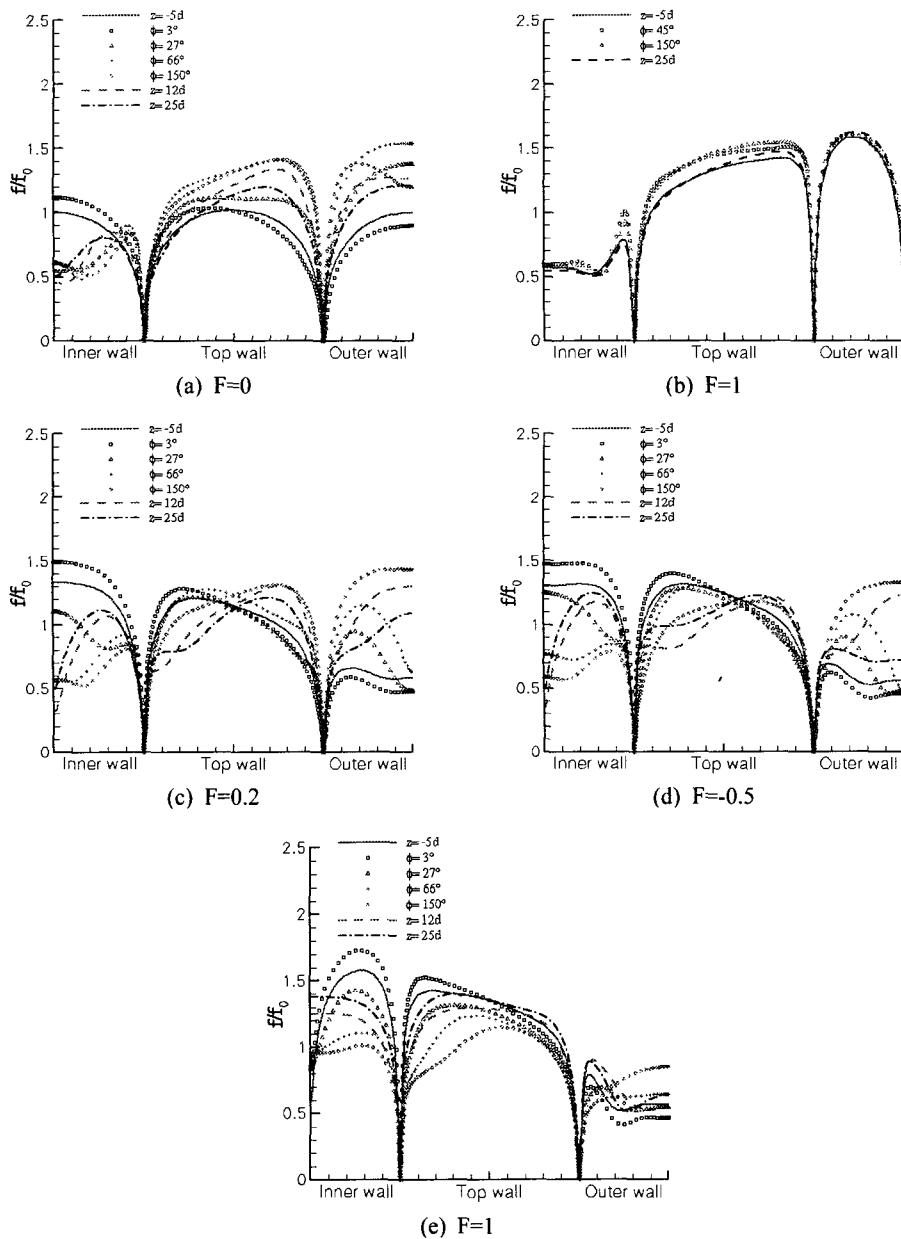 2.5
2
1.5
1
0.5
0
f/f0
z=-5d
ϕ=3°
ϕ=27°
ϕ=66°
ϕ=150°
z=12d
z=25d
Inner wall Top wall Outer wall
(a) F=0
2.5
2
1.5
1
0.5
0
f/f0
z=-5d
ϕ=45°
ϕ=150°
z=25d
Inner wall Top wall Outer wall
(b) F=1
2.5
2
1.5
1
0.5
0
f/f0
z=-5d
ϕ=3°
ϕ=27°
ϕ=66°
ϕ=150°
z=12d
z=25d
Inner wall Top wall Outer wall
(c) F=0.2
2.5
2
1.5
1
0.5
0
f/f0
z=-5d
ϕ=3°
ϕ=27°
ϕ=66°
ϕ=150°
z=12d
z=25d
Inner wall Top wall Outer wall
(d) F=-0.5
2.5
2
1.5
1
0.5
0
f/f0
z=-5d
ϕ=3°
ϕ=27°
ϕ=66°
ϕ=150°
z=12d
z=25d
Inner wall Top wall Outer wall
(e) F=1